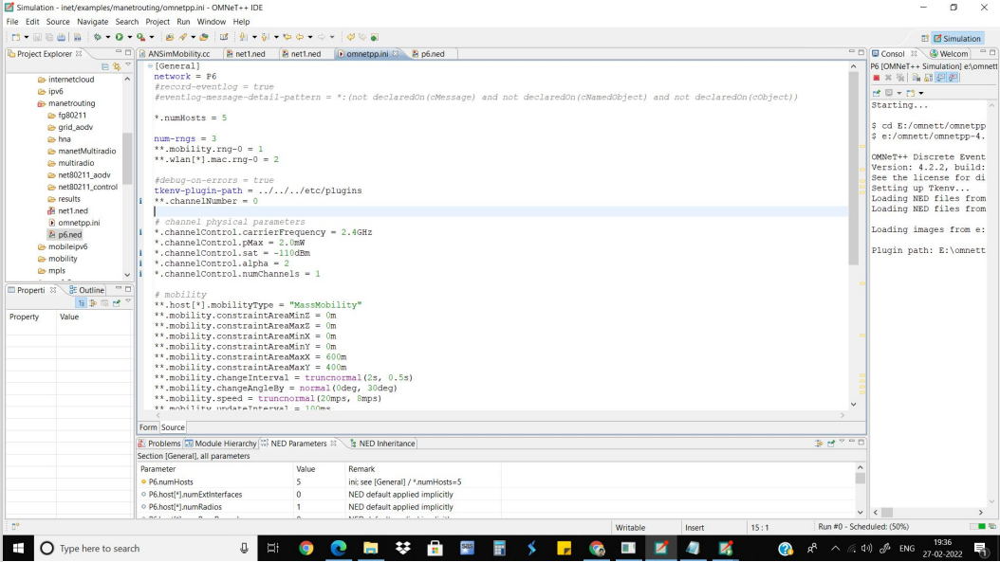 Simulation - inet/examples/manetrouting/omnetpp.ini - OMNeT++ IDE
File Edit Source Navigate Search Project Run Window Help
Simulation
Project Explorer
internetcloud
ipv6
manetrouting
fg80211
grid_aodv
hna
manetMultiradio
multiradio
net80211_aodv
net80211_control
results
net1.ned
omnetpp.ini
p6.ned
mobileipv6
mobility
mpls
Properti
Outline
Property Value
ANSimMobility.cc
net1.ned
net1.ned
omnetpp.ini
p6.ned
[General]
network = P6
#record-eventlog = true
#eventlog-message-detail-pattern = *:(not declaredOn(cMessage) and not declaredOn(cNamedObject) and not declaredOn(cObject))
*.numHosts = 5
num-rngs = 3
**.mobility.rng-0 = 1
**.wlan[*].mac.rng-0 = 2
#debug-on-errors = true
tkenv-plugin-path = ../../../etc/plugins
**.channelNumber = 0
# channel physical parameters
*.channelControl.carrierFrequency = 2.4GHz
*.channelControl.pMax = 2.0mW
*.channelControl.sat = -110dBm
*.channelControl.alpha = 2
*.channelControl.numChannels = 1
# mobility
**.host[*].mobilityType = "MassMobility"
**.mobility.constraintAreaMinZ = 0m
**.mobility.constraintAreaMaxZ = 0m
**.mobility.constraintAreaMinX = 0m
**.mobility.constraintAreaMinY = 0m
**.mobility.constraintAreaMaxX = 600m
**.mobility.constraintAreaMaxY = 400m
**.mobility.changeInterval = truncnormal(2s, 0.5s)
**.mobility.changeAngleBy = normal(0deg, 30deg)
**.mobility.speed = truncnormal(20mps, 8mps)
**.mobility.updateInterval = 100ms
Form Source
Problems
Module Hierarchy
NED Parameters
NED Inheritance
Section [General], all parameters
Parameter Value Remark
P6.numHosts 5 ini; see [General] / *.numHosts=5
P6.host[*].numExtInterfaces 0 NED default applied implicitly
P6.host[*].numRadios 1 NED default applied implicitly
Consol
Welcom
P6 [OMNeT++ Simulation] e:\omnett
Starting...
$ cd E:/omnett/omnetpp
$ e:/omnett/omnetpp-4.
OMNeT++ Discrete Event
Version: 4.2.2, build:
See the license for di
Setting up Tkenv...
Loading NED files from
Loading NED files from
Loading images from e:
Plugin path: E:\omnett
Writable Insert 15 : 1 Run #0 - Scheduled: (50%)
Type here to search
ENG
19:36
27-02-2022